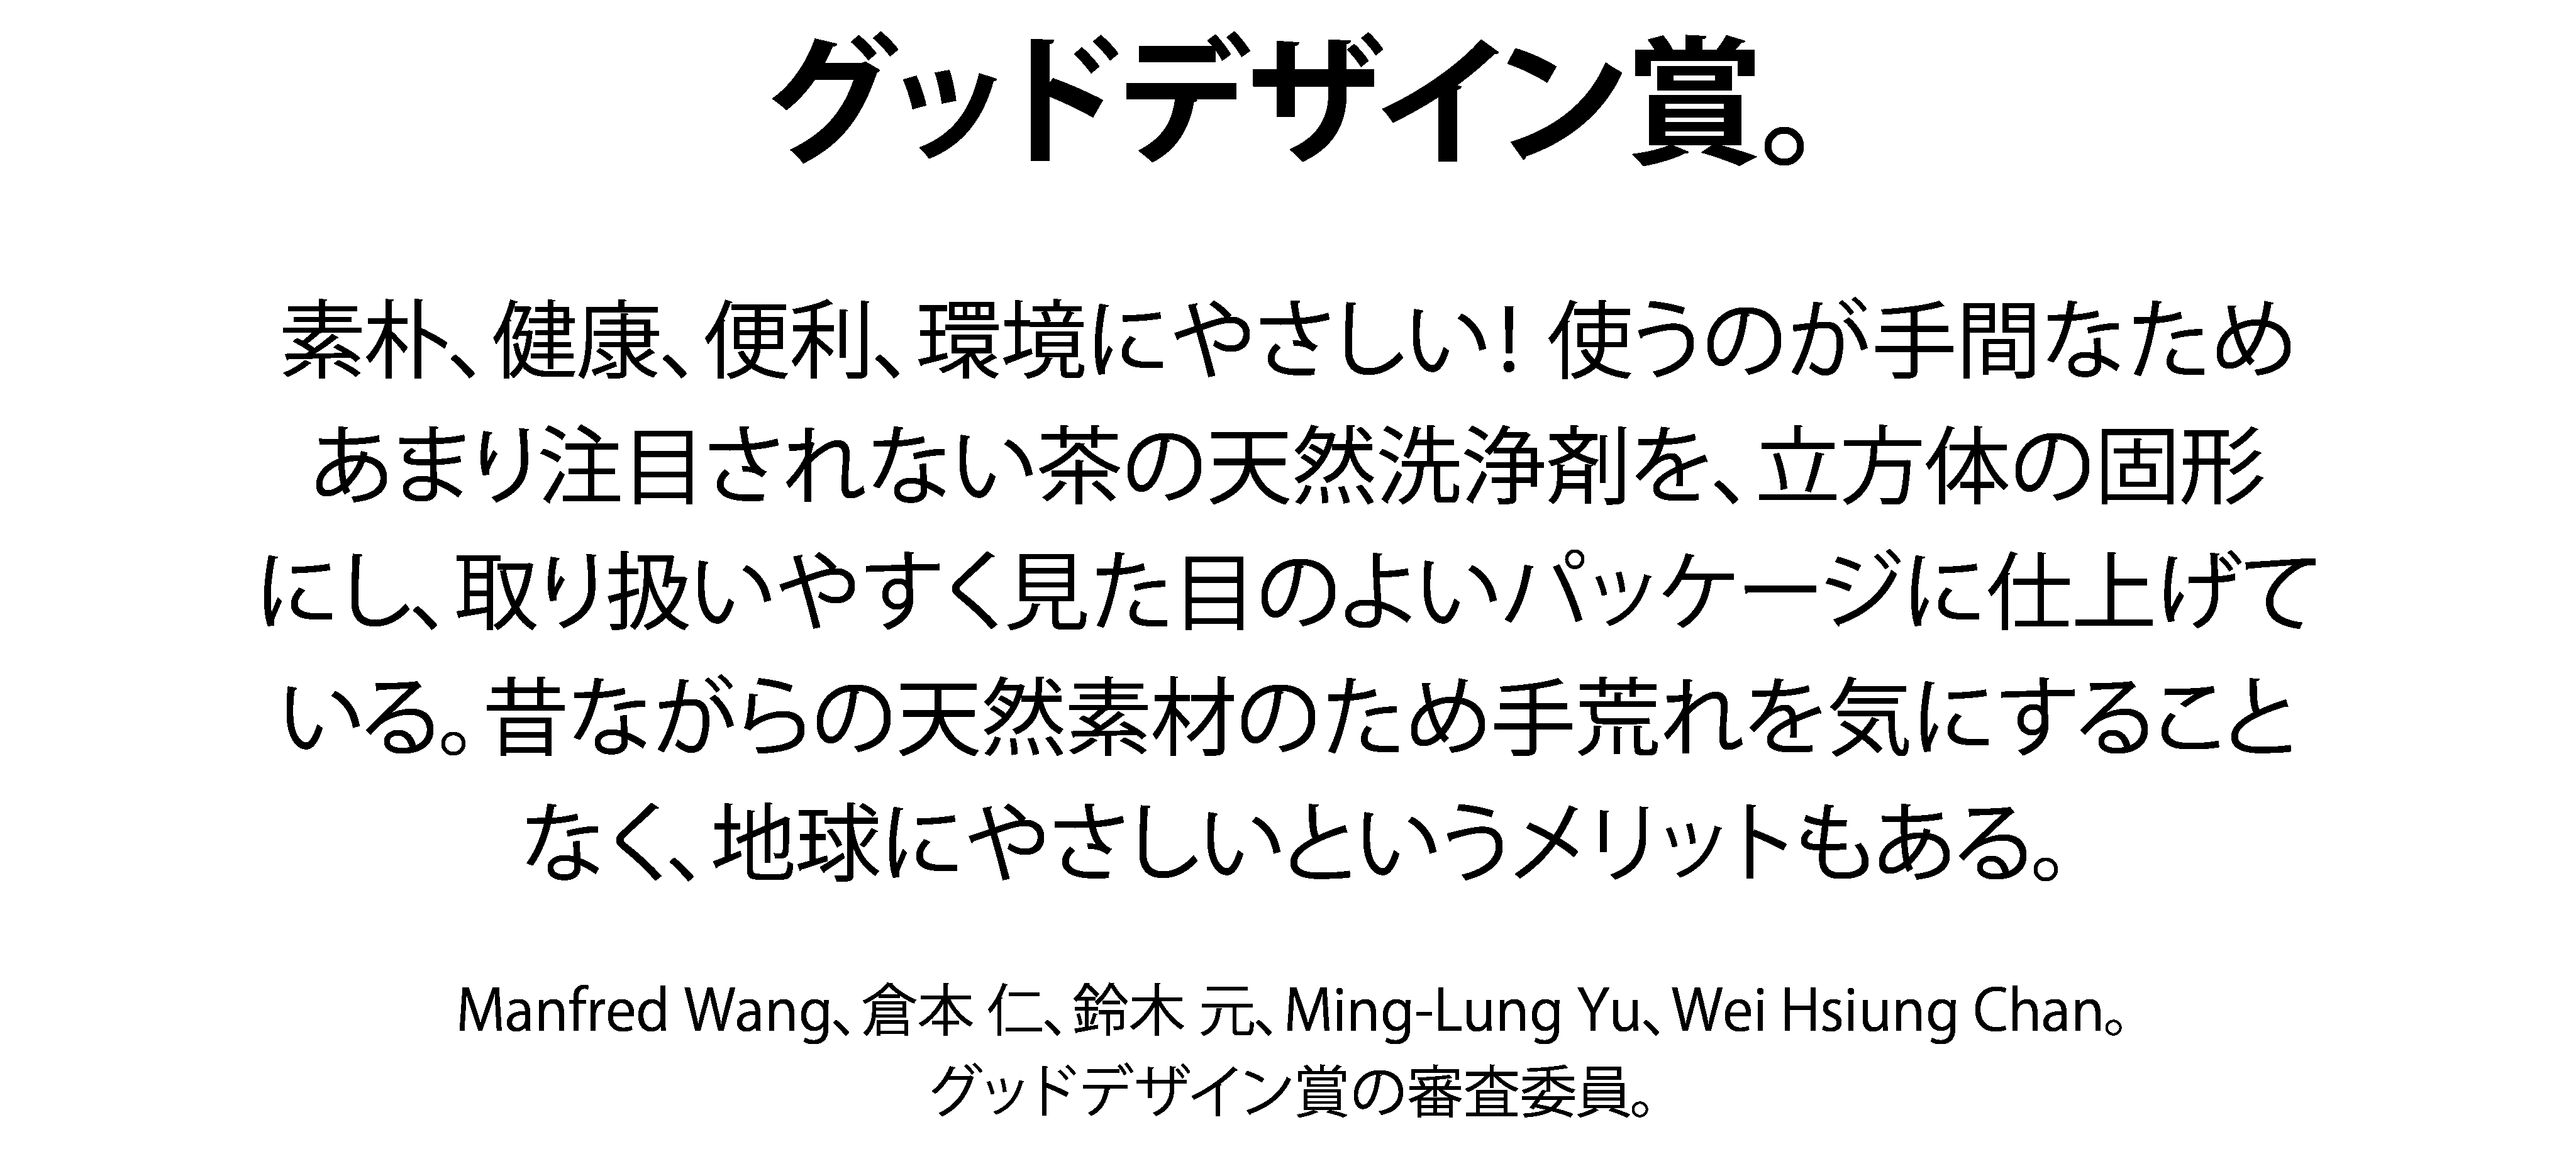 グッドデザイン賞。
素朴、健康、便利、環境にやさしい！ 使うのが手間なため
あまり注目されない茶の天然洗浄剤を、立方体の固形
にし、取り扱いやすく見た目のよいパッケージに仕上げて
いる。昔ながらの天然素材のため手荒れを気にすること
なく、地球にやさしいというメリットもある。
Manfred Wang、倉本 仁、鈴木 元、Ming-Lung Yu、Wei Hsiung Chan。
グッドデザイン賞の審査委員。